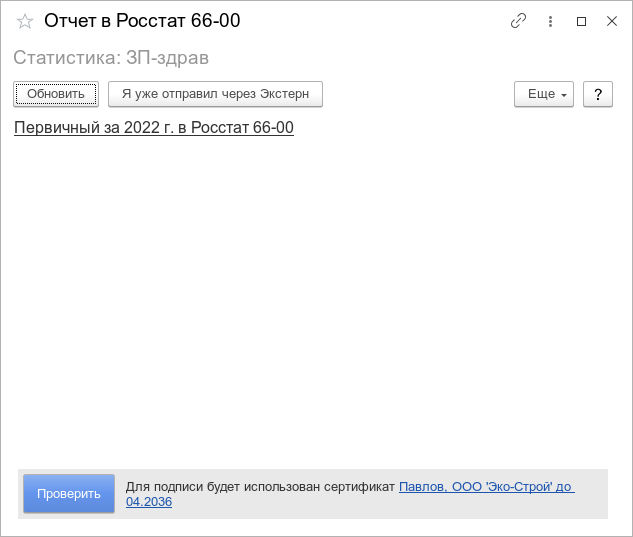 Отчет в Росстат 66-00
Статистика: ЗП-здрав
Обновить
Я уже отправил через Экстерн
Еще
?
Первичный за 2022 г. в Росстат 66-00
Проверить
Для подписи будет использован сертификат Павлов, ООО 'Эко-Строй' до
04.2036